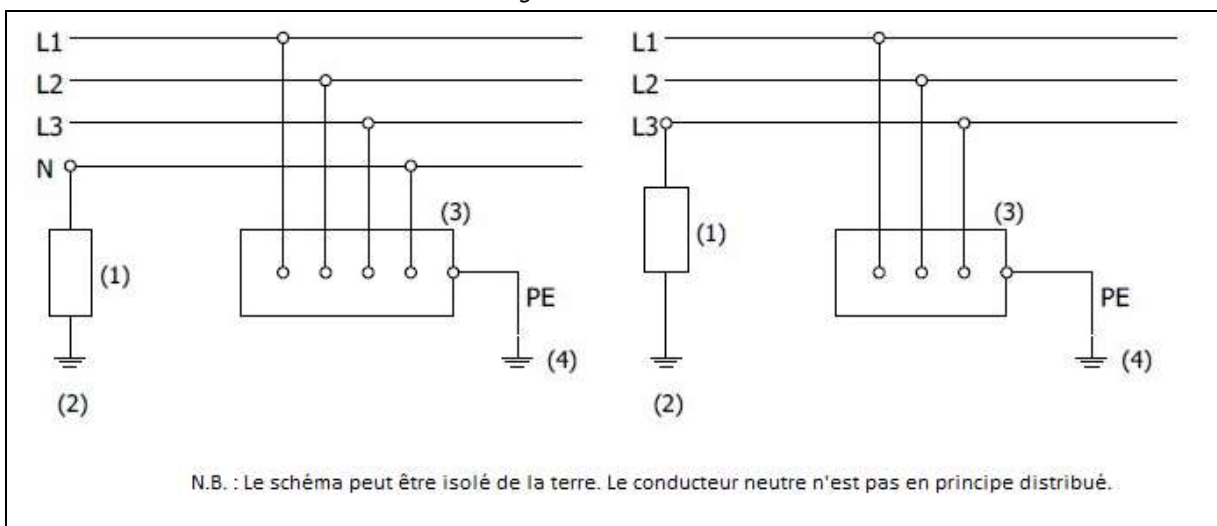 L1
L2
L3
N
(1)
(2)
(3)
PE
(4)
L1
L2
L3
(1)
(2)
(3)
PE
(4)
N.B. : Le schéma peut être isolé de la terre. Le conducteur neutre n'est pas en principe distribué.